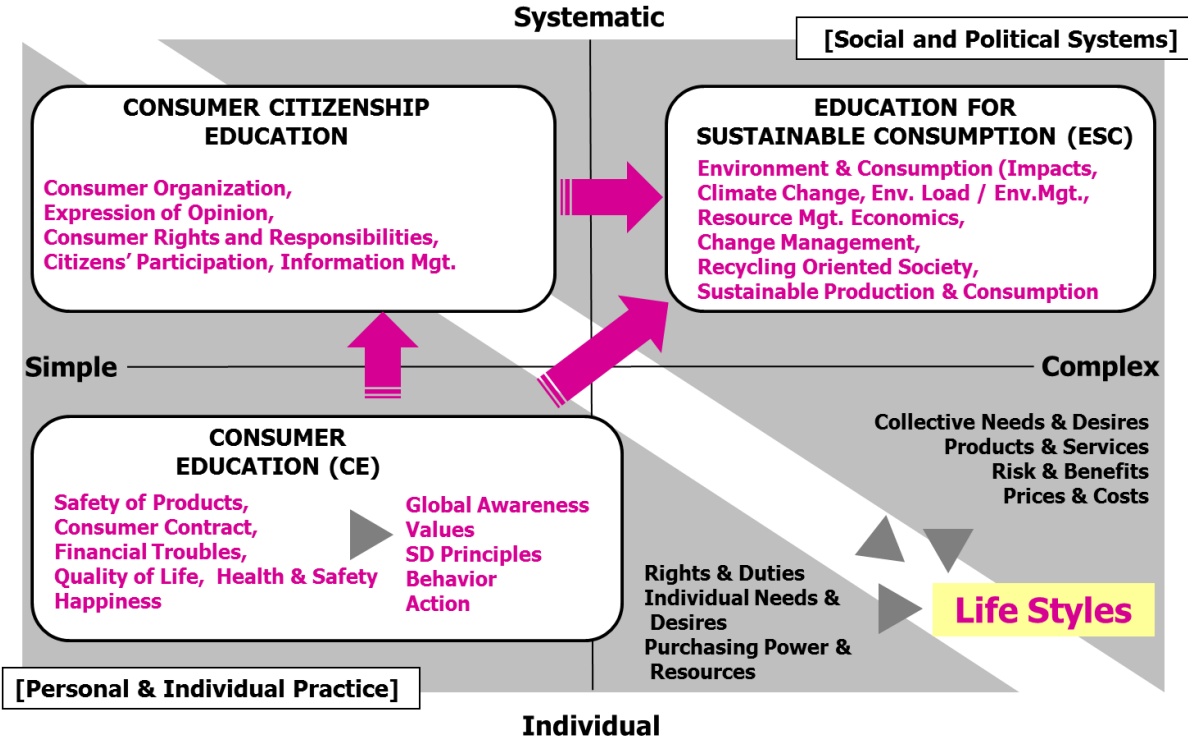 Systematic
[Social and Political Systems]
CONSUMER CITIZENSHIP
EDUCATION
Consumer Organization,
Expression of Opinion,
Consumer Rights and Responsibilities,
Citizens’ Participation, Information Mgt.
EDUCATION FOR
SUSTAINABLE CONSUMPTION (ESC)
Environment & Consumption (Impacts,
Climate Change, Env. Load / Env.Mgt.,
Resource Mgt. Economics,
Change Management,
Recycling Oriented Society,
Sustainable Production & Consumption
Simple
Complex
CONSUMER
EDUCATION (CE)
Safety of Products,
Consumer Contract,
Financial Troubles,
Quality of Life, Health & Safety
Happiness
Global Awareness
Values
SD Principles
Behavior
Action
Collective Needs & Desires
Products & Services
Risk & Benefits
Prices & Costs
Rights & Duties
Individual Needs &
Desires
Purchasing Power &
Resources
Life Styles
[Personal & Individual Practice]
Individual